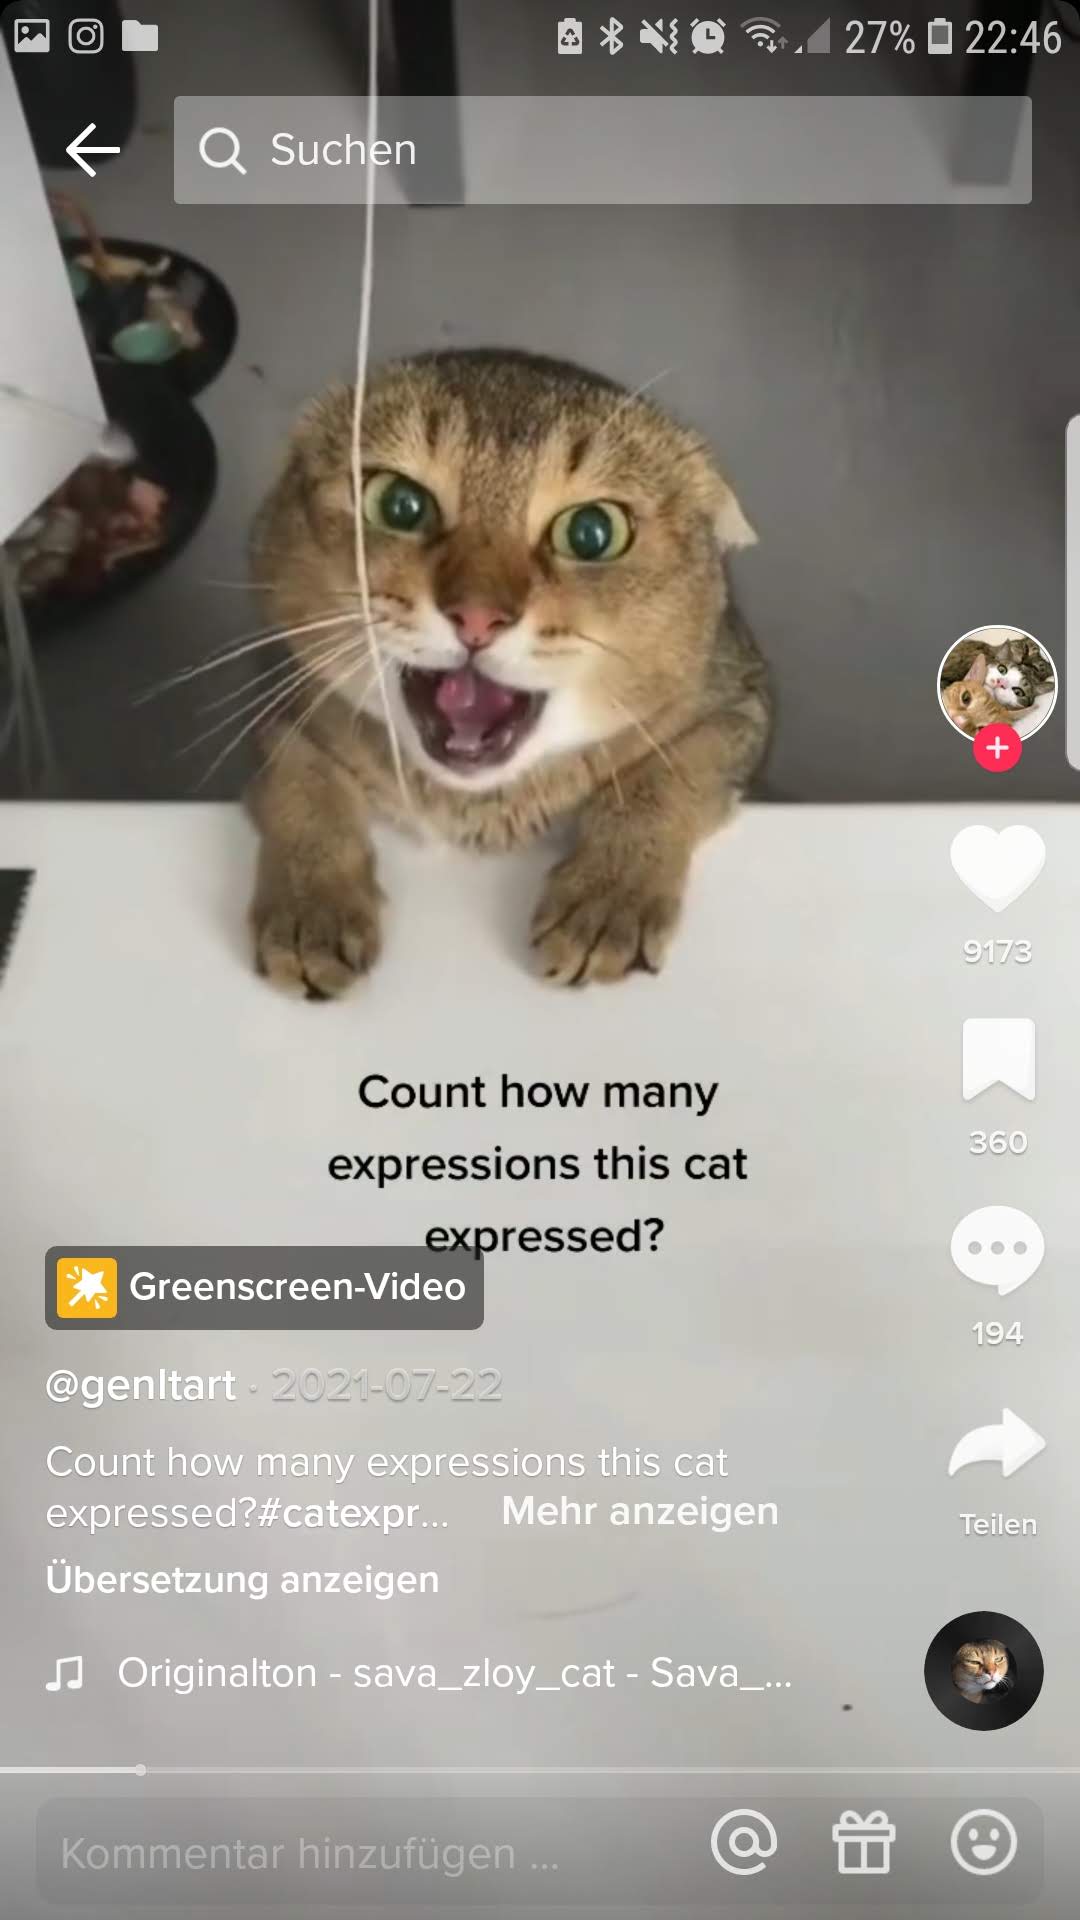 27% 22:46
Suchen
9173
360
Count how many
expressions this cat
expressed?
194
Greenscreen-Video
@genltart · 2021-07-22
Count how many expressions this cat
expressed?#catexpr... Mehr anzeigen
Teilen
Übersetzung anzeigen
Originalton - sava_zloy_cat - Sava_...
Kommentar hinzufügen ...